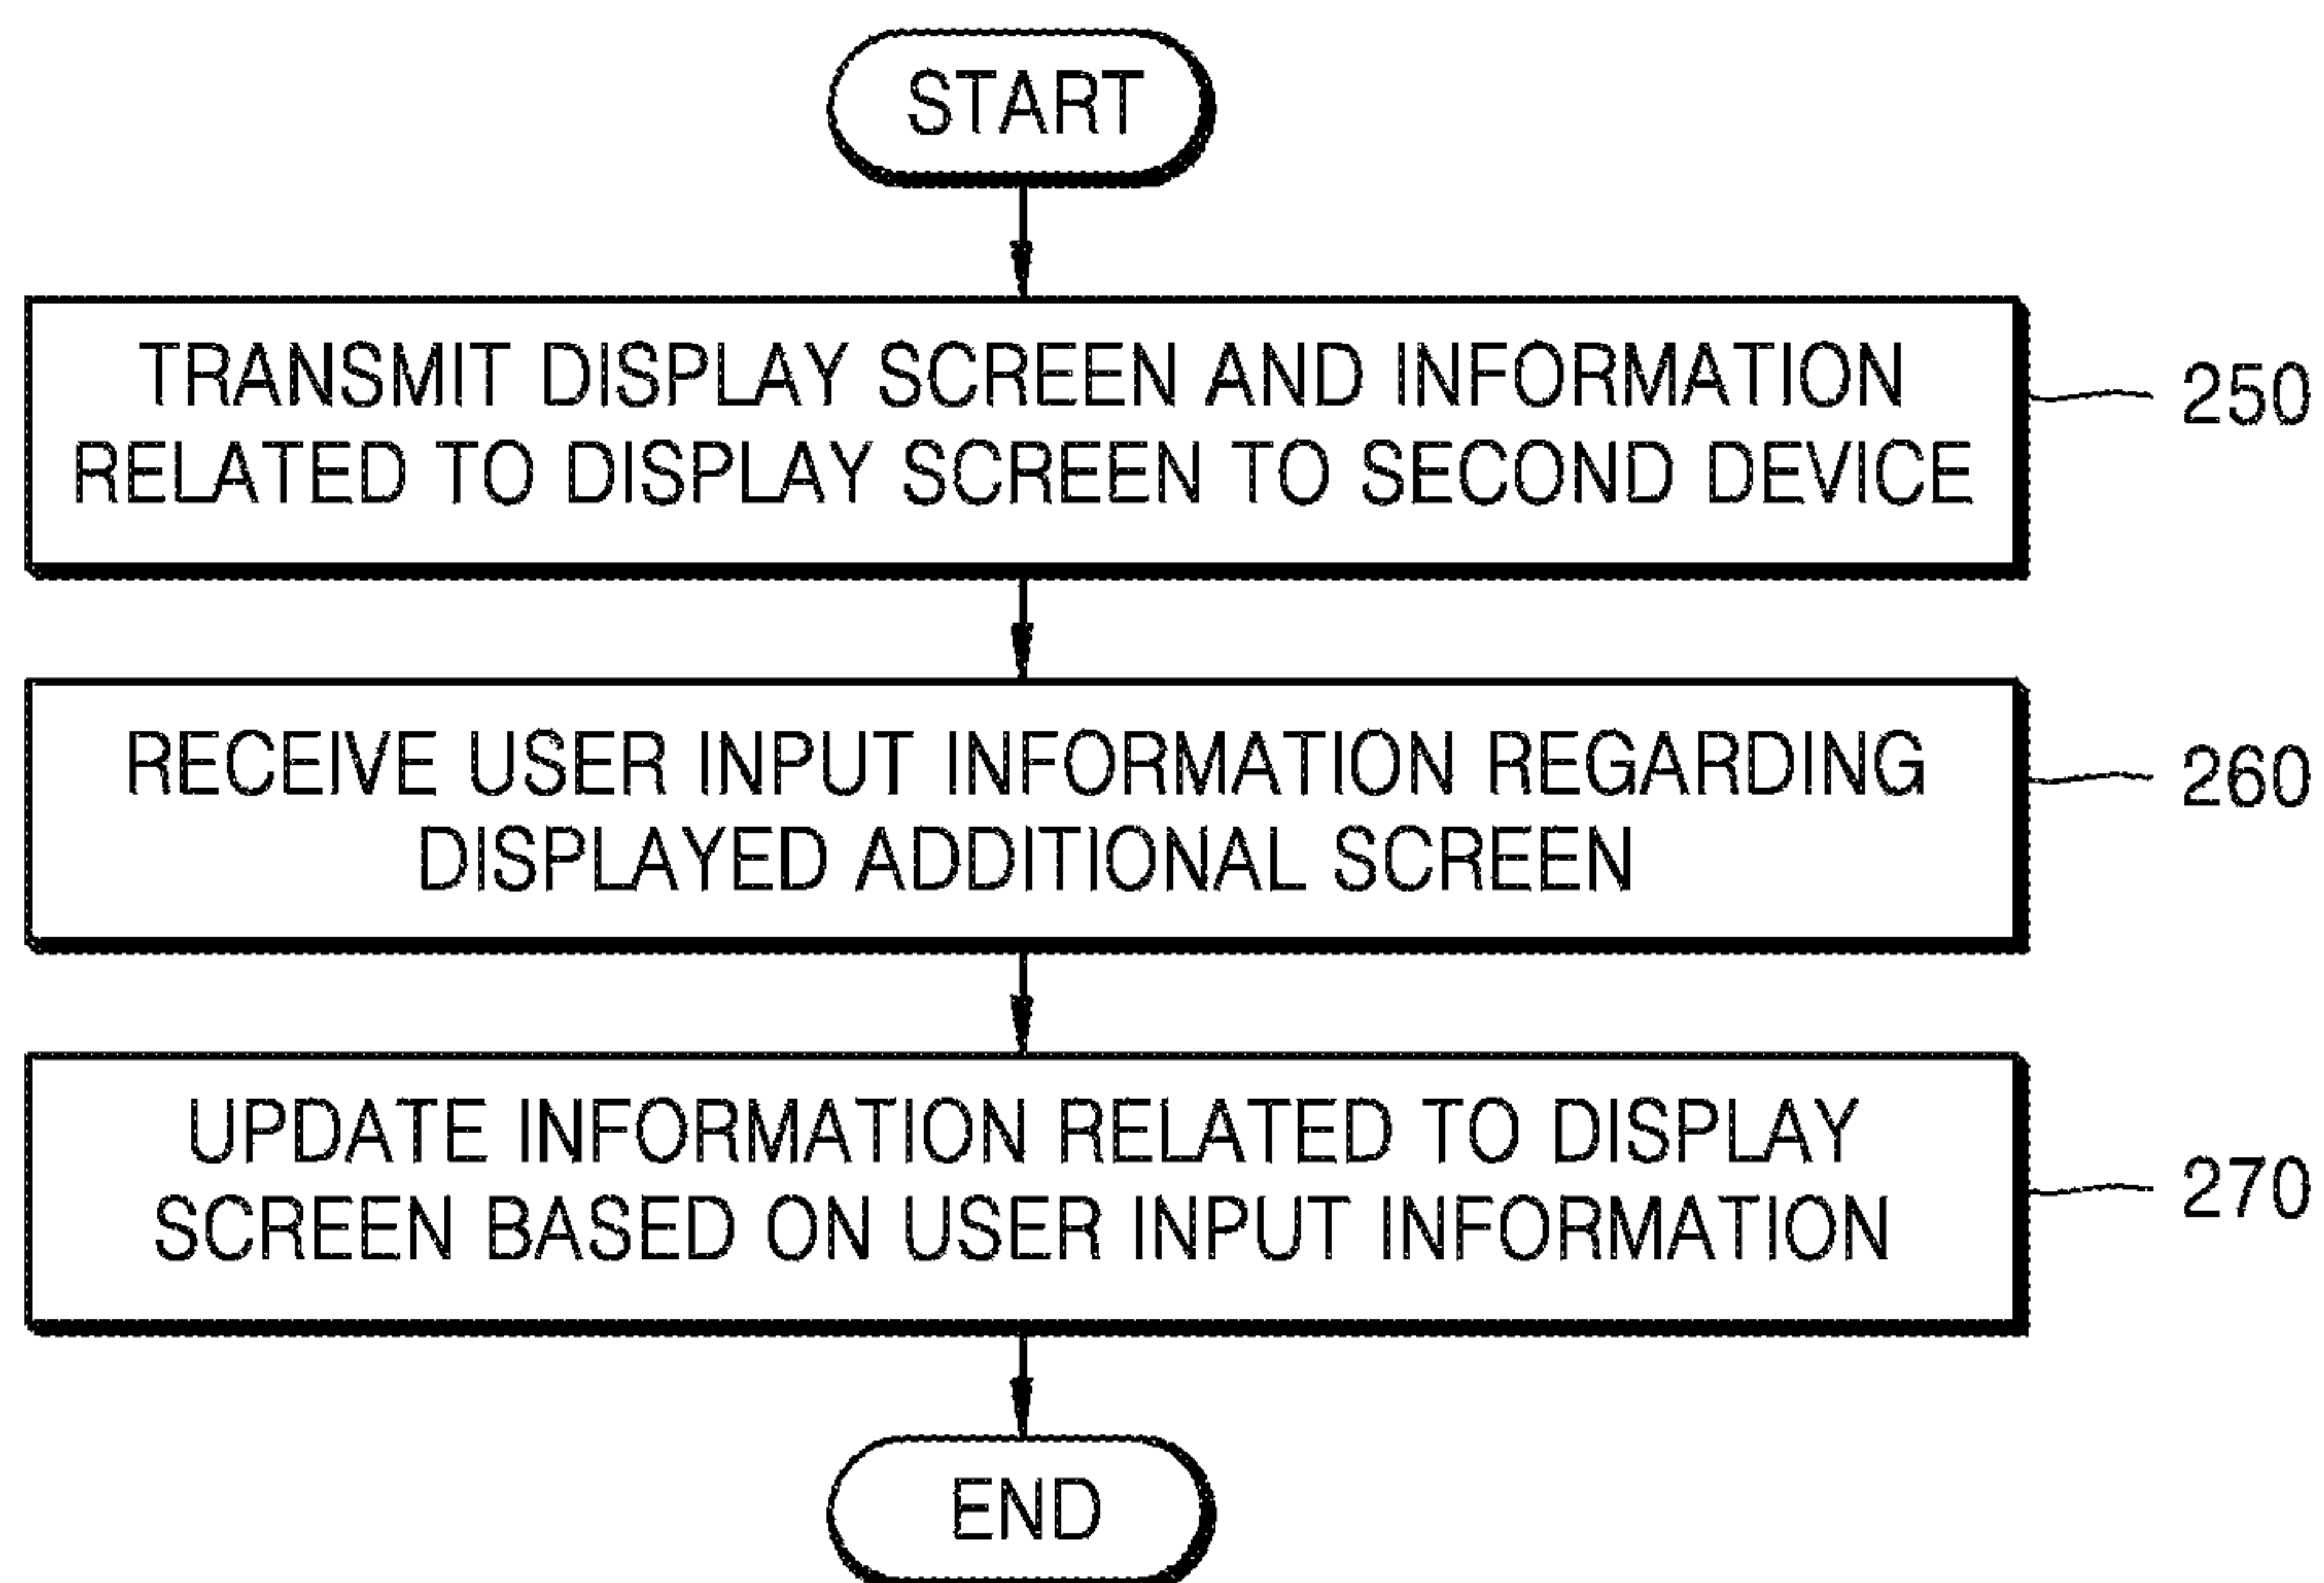 START
TRANSMIT DISPLAY SCREEN AND INFORMATION
RELATED TO DISPLAY SCREEN TO SECOND DEVICE
250
RECEIVE USER INPUT INFORMATION REGARDING
DISPLAYED ADDITIONAL SCREEN
260
UPDATE INFORMATION RELATED TO DISPLAY
SCREEN BASED ON USER INPUT INFORMATION
270
END